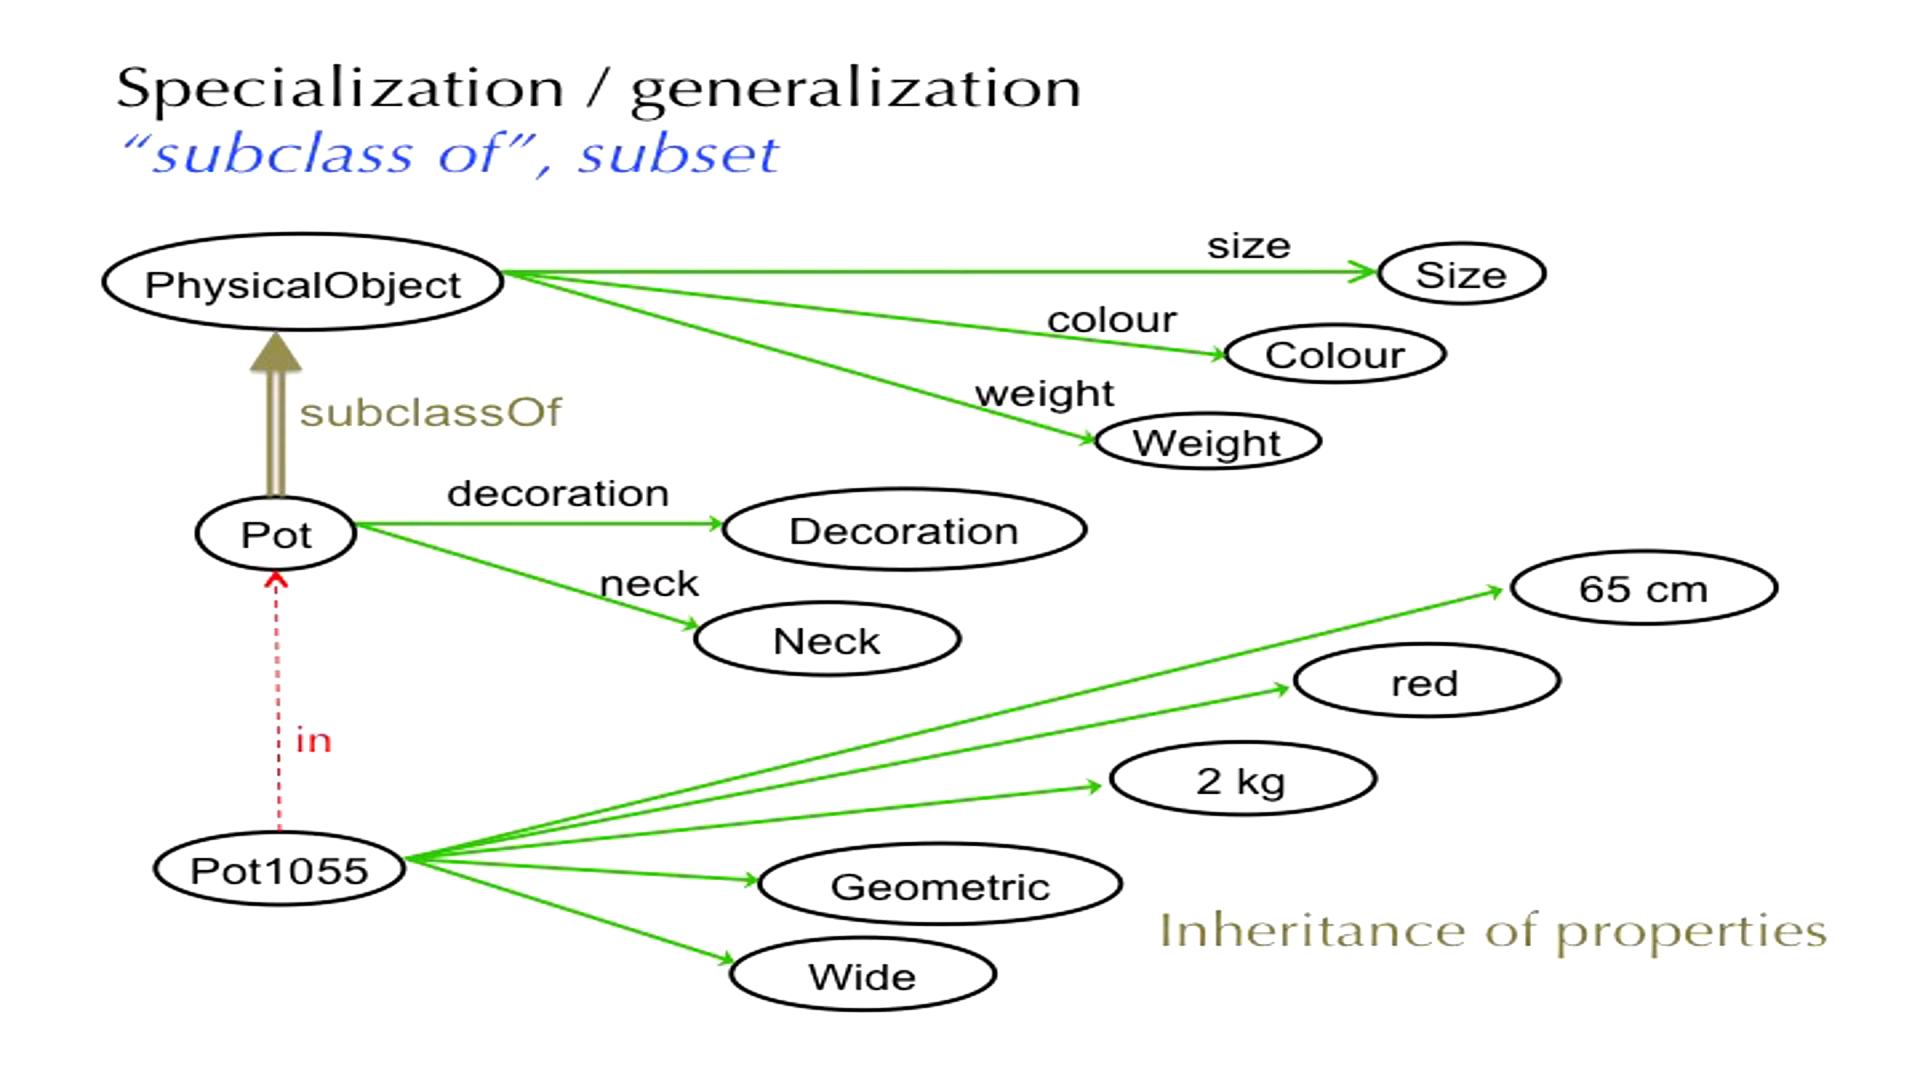 Specialization / generalization
“subclass of”, subset
size
PhysicalObject
Size
colour
Colour
subclassOf
weight
Weight
decoration
Pot
Decoration
neck
Neck
65 cm
red
in
2 kg
Pot1055
Geometric
Inheritance of properties
Wide